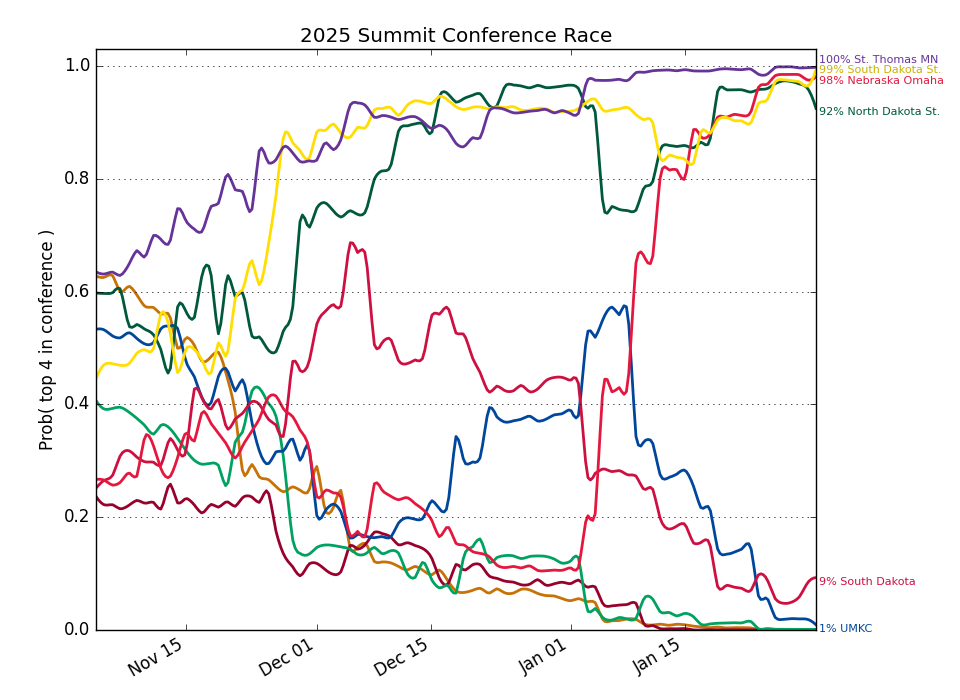 2025 Summit Conference Race
Prob( top 4 in conference )
1.0
0.8
0.6
0.4
0.2
0.0
Nov 15
Dec 01
Dec 15
Jan 01
Jan 15
100% St. Thomas MN
99% South Dakota St.
98% Nebraska Omaha
92% North Dakota St.
9% South Dakota
1% UMKC